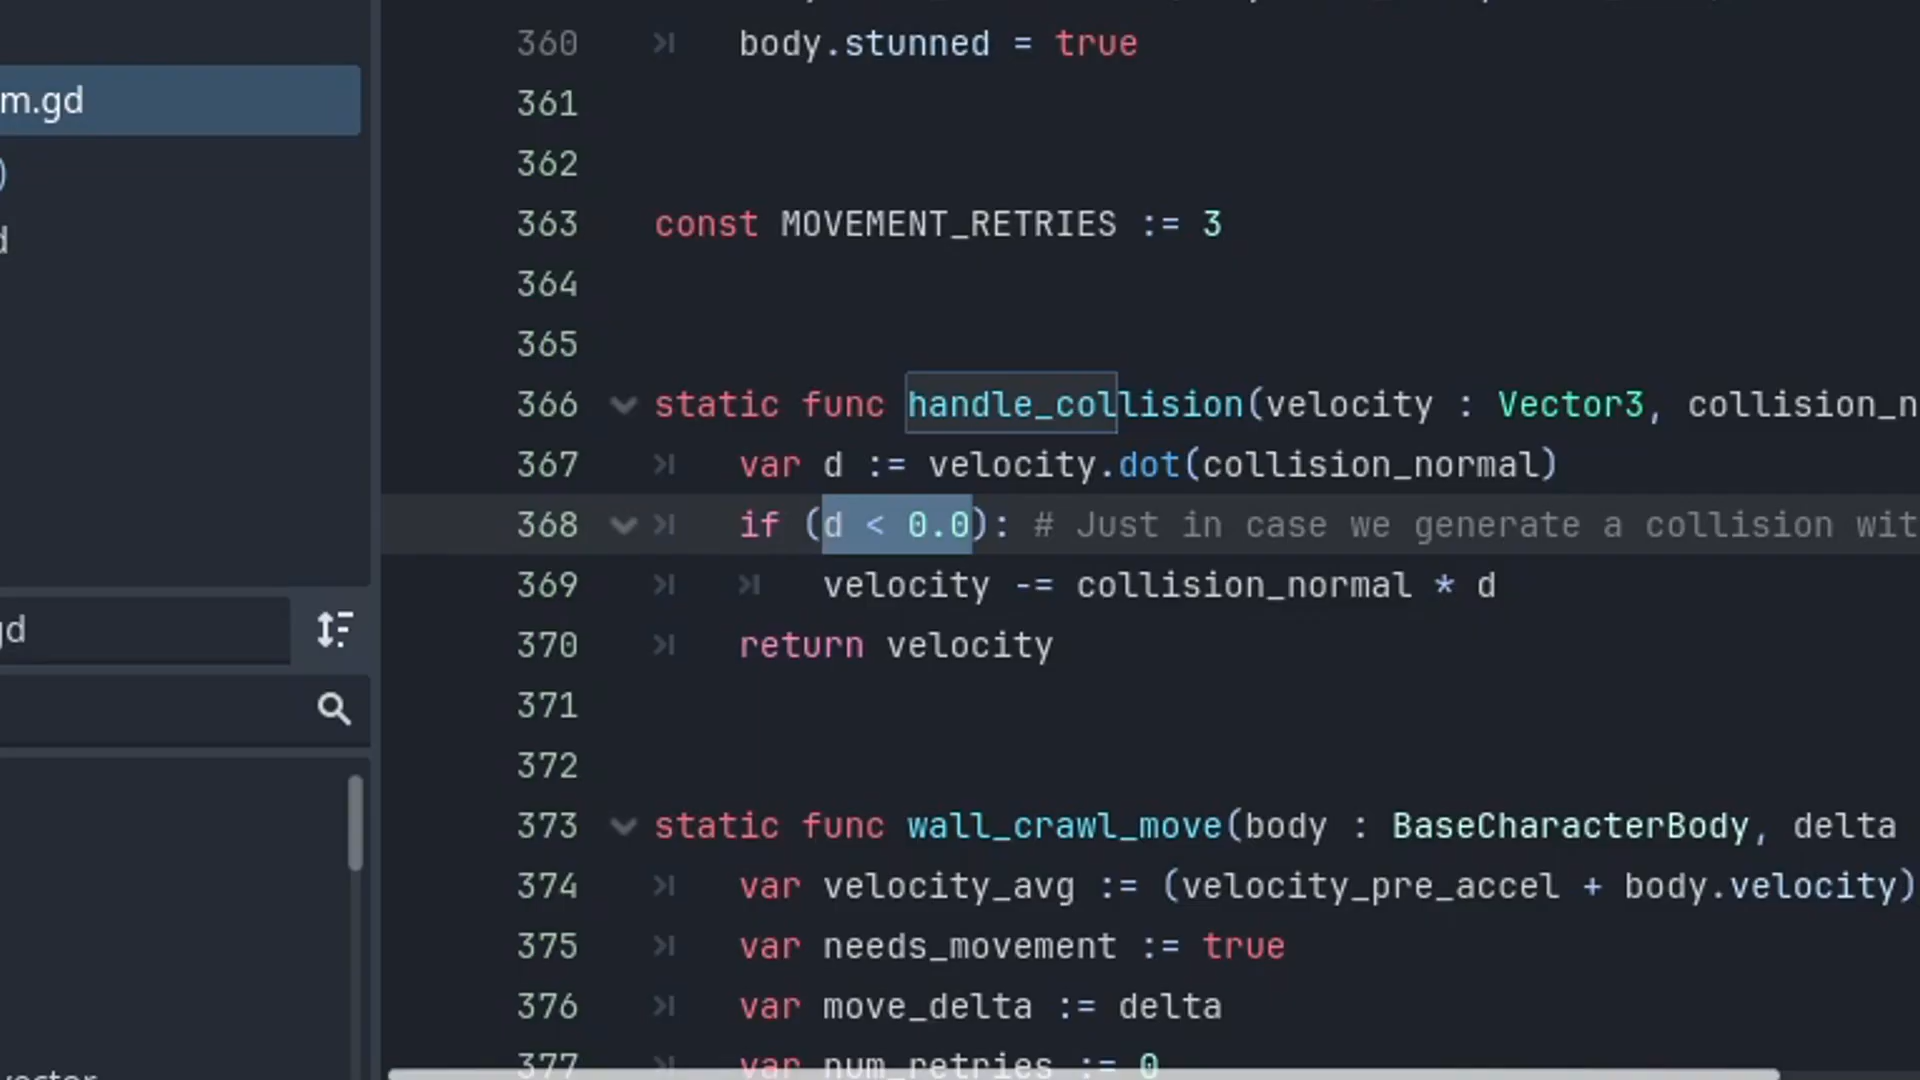 360 body.stunned = true
m.gd
361
362
)
363 const MOVEMENT_RETRIES := 3
d
364
365
366 static func handle_collision(velocity : Vector3, collision_n
367 var d := velocity.dot(collision_normal)
368 if (d < 0.0): # Just in case we generate a collision wit
369 velocity -= collision_normal * d
gd
370 return velocity
371
372
373 static func wall_crawl_move(body : BaseCharacterBody, delta
374 var velocity_avg := (velocity_pre_accel + body.velocity)
375 var needs_movement := true
376 var move_delta := delta
377 var num_retries := 0